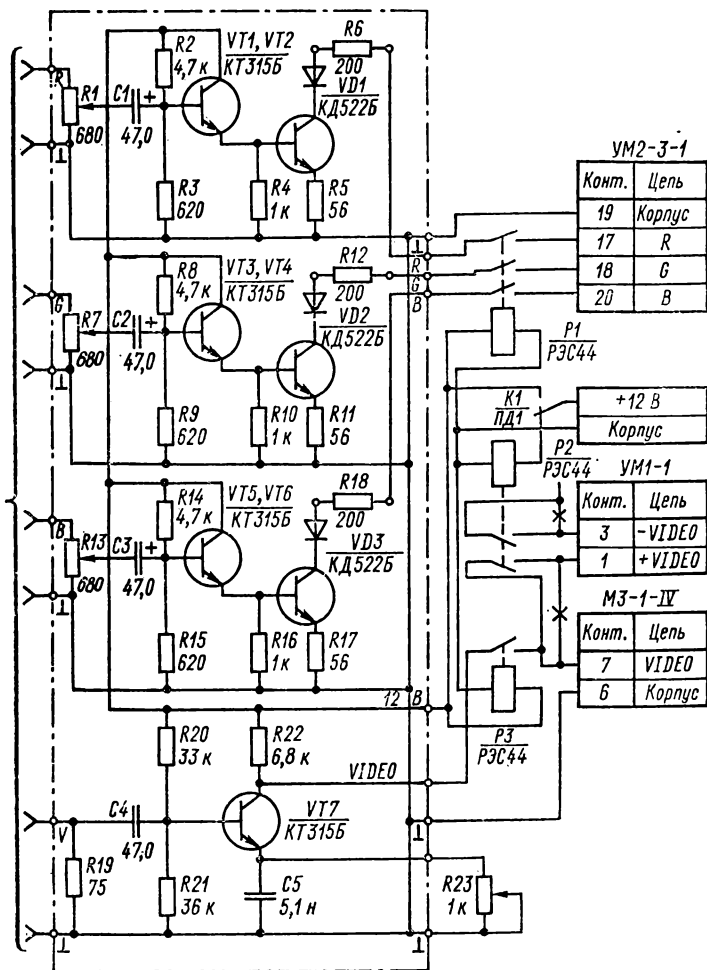 R
R1
680
C1 +
47,0
R2
4,7 к
VT1, VT2
КТ315Б
R6
200
VD1
КД522Б
R3
620
R4
1 к
R5
56
⊥
G
R7
680
C2 +
47,0
R8
4,7 к
VT3, VT4
КТ315Б
R12
200
VD2
КД522Б
R9
620
R10
1 к
R11
56
⊥
B
R13
680
C3 +
47,0
R14
4,7 к
VT5, VT6
КТ315Б
R18
200
VD3
КД522Б
R15
620
R16
1 к
R17
56
⊥
12 В
R20
33 к
R22
6,8 к
VIDEO
V
C4
47,0
VT7
КТ315Б
R19
75
R21
36 к
C5
5,1 н
R23
1 к
⊥
⊥
⊥
⊥
R
G
B
УМ2-3-1
Конт. Цепь
19 Корпус
17 R
18 G
20 B
P1
РЭС44
K1
ПД1
+12 В
Корпус
P2
РЭС44
УМ1-1
Конт. Цепь
3 -VIDEO
1 +VIDEO
М3-1-IV
Конт. Цепь
7 VIDEO
6 Корпус
P3
РЭС44